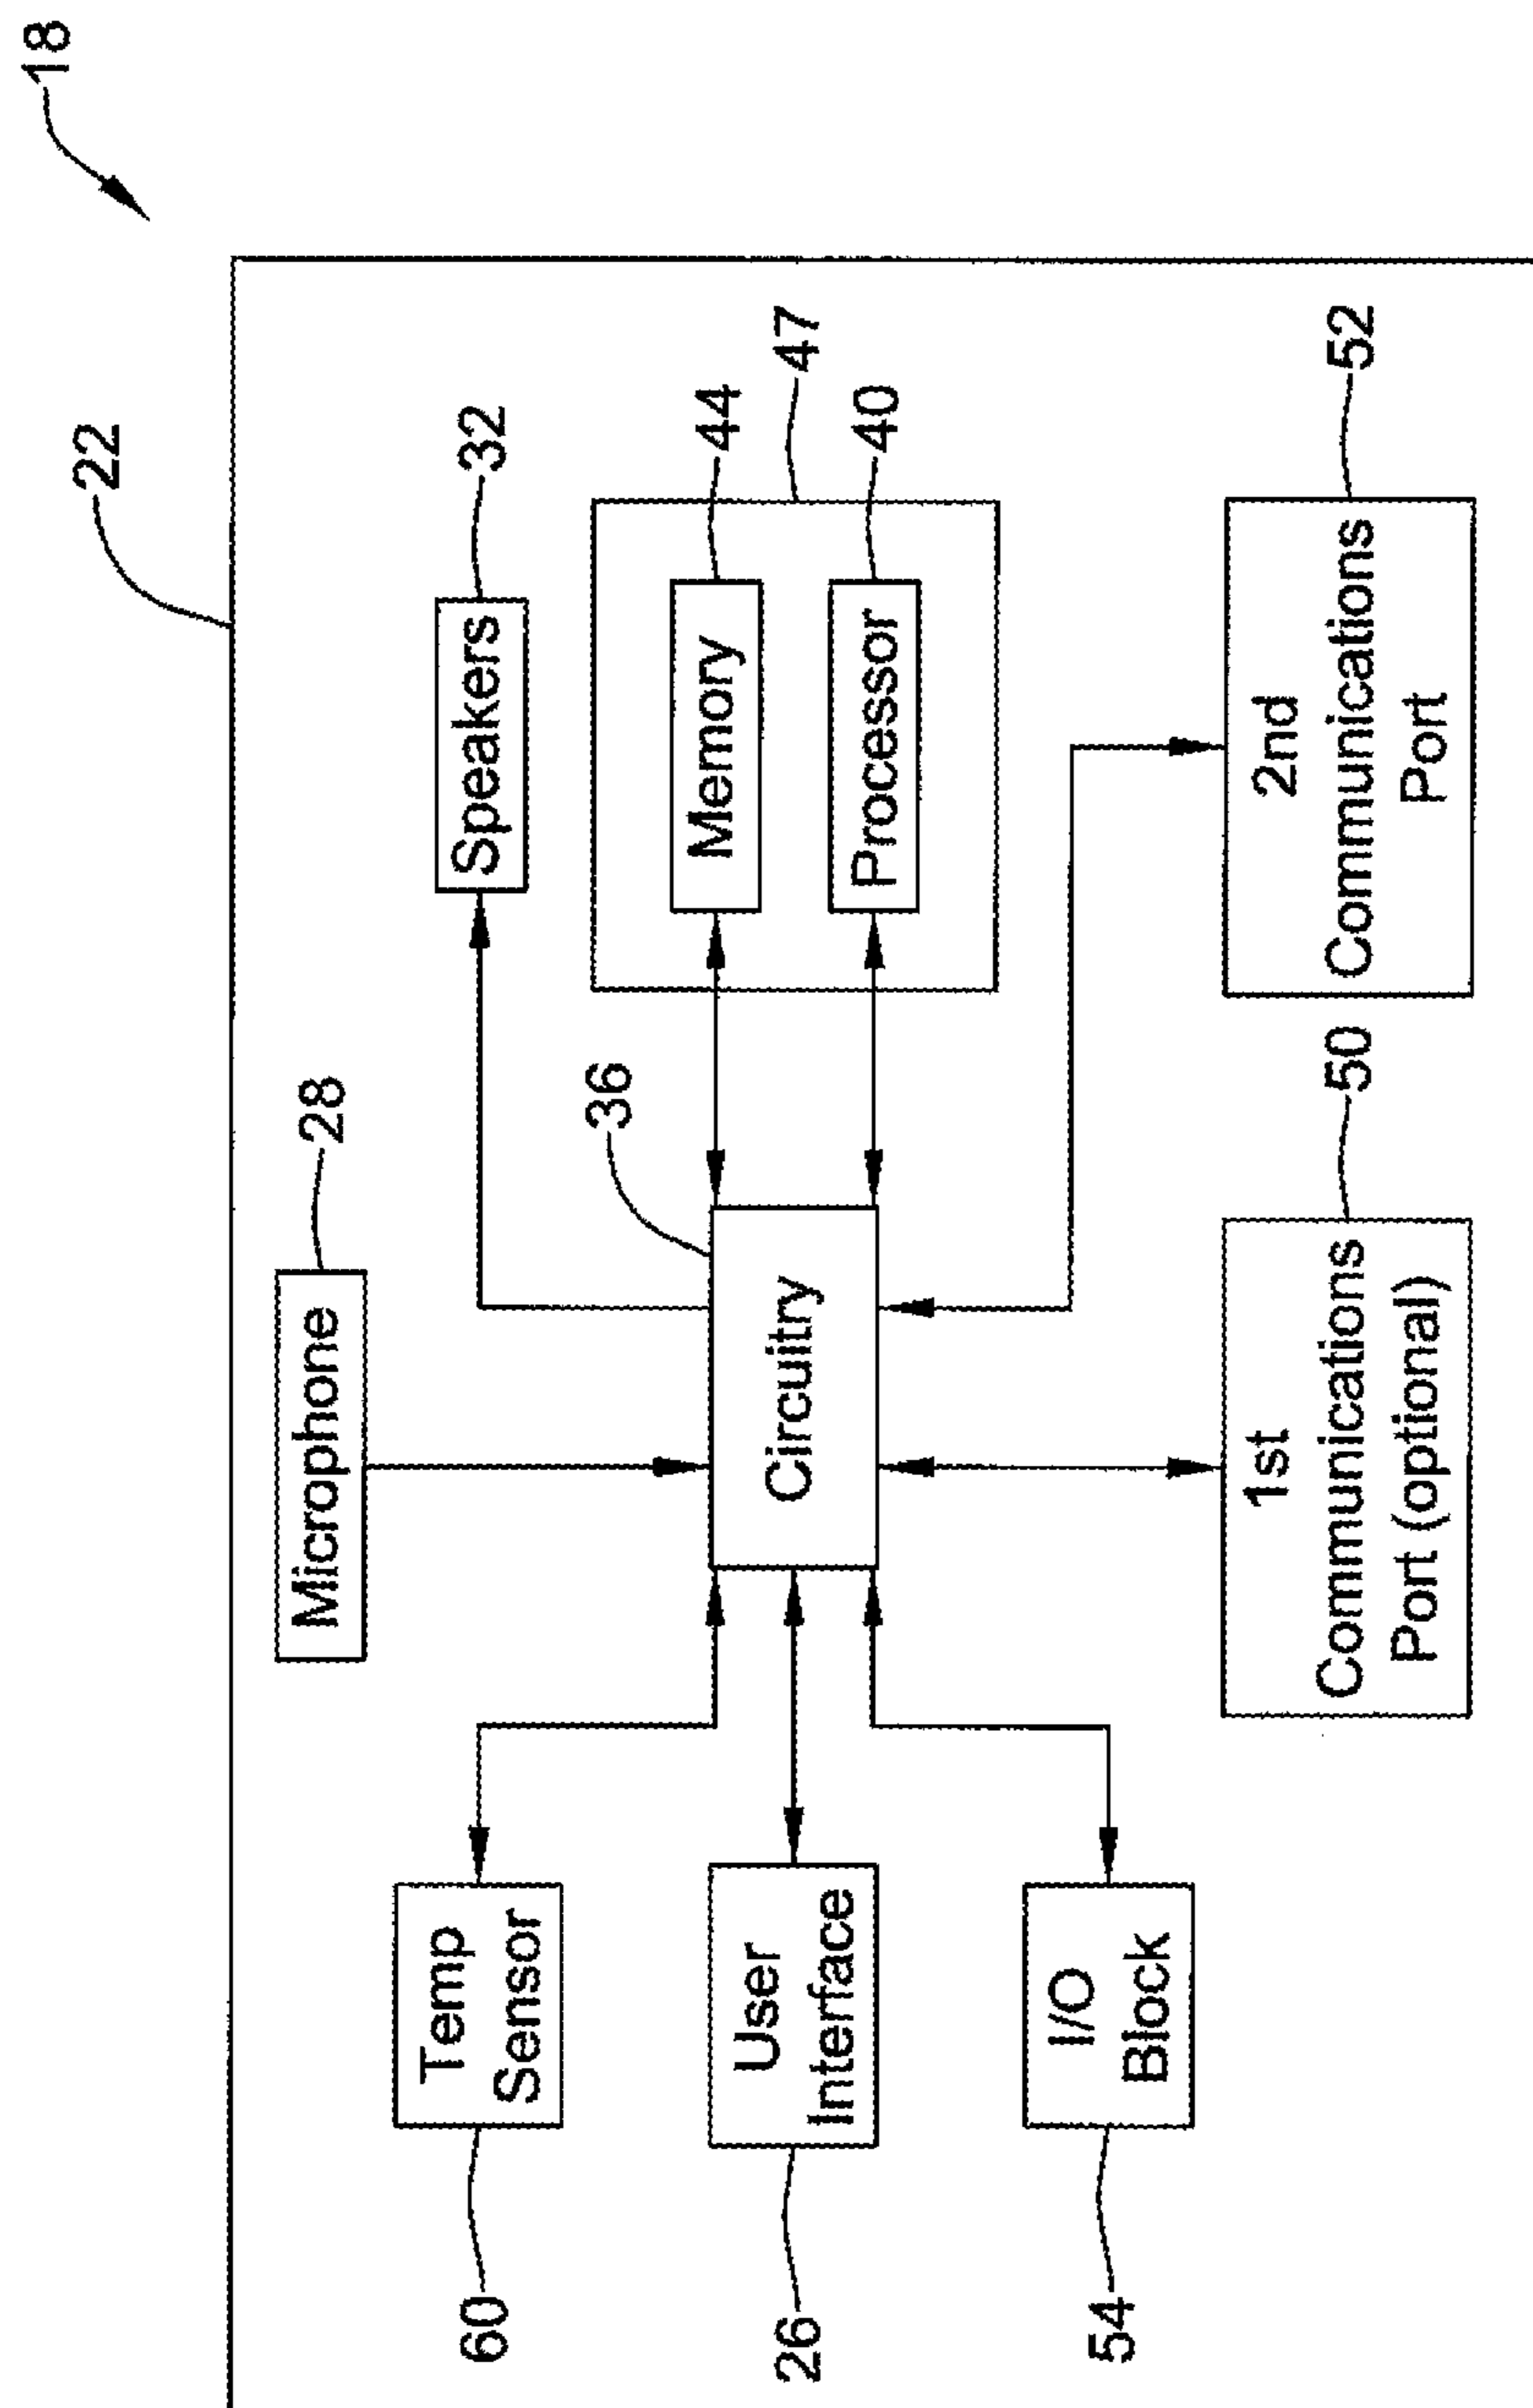 18
22
Microphone
28
Speakers
32
Temp
Sensor
60
36
Memory
44
47
Circuitry
User
Interface
26
Processor
40
I/O
Block
54
1st
Communications
Port (optional)
50
2nd
Communications
Port
52